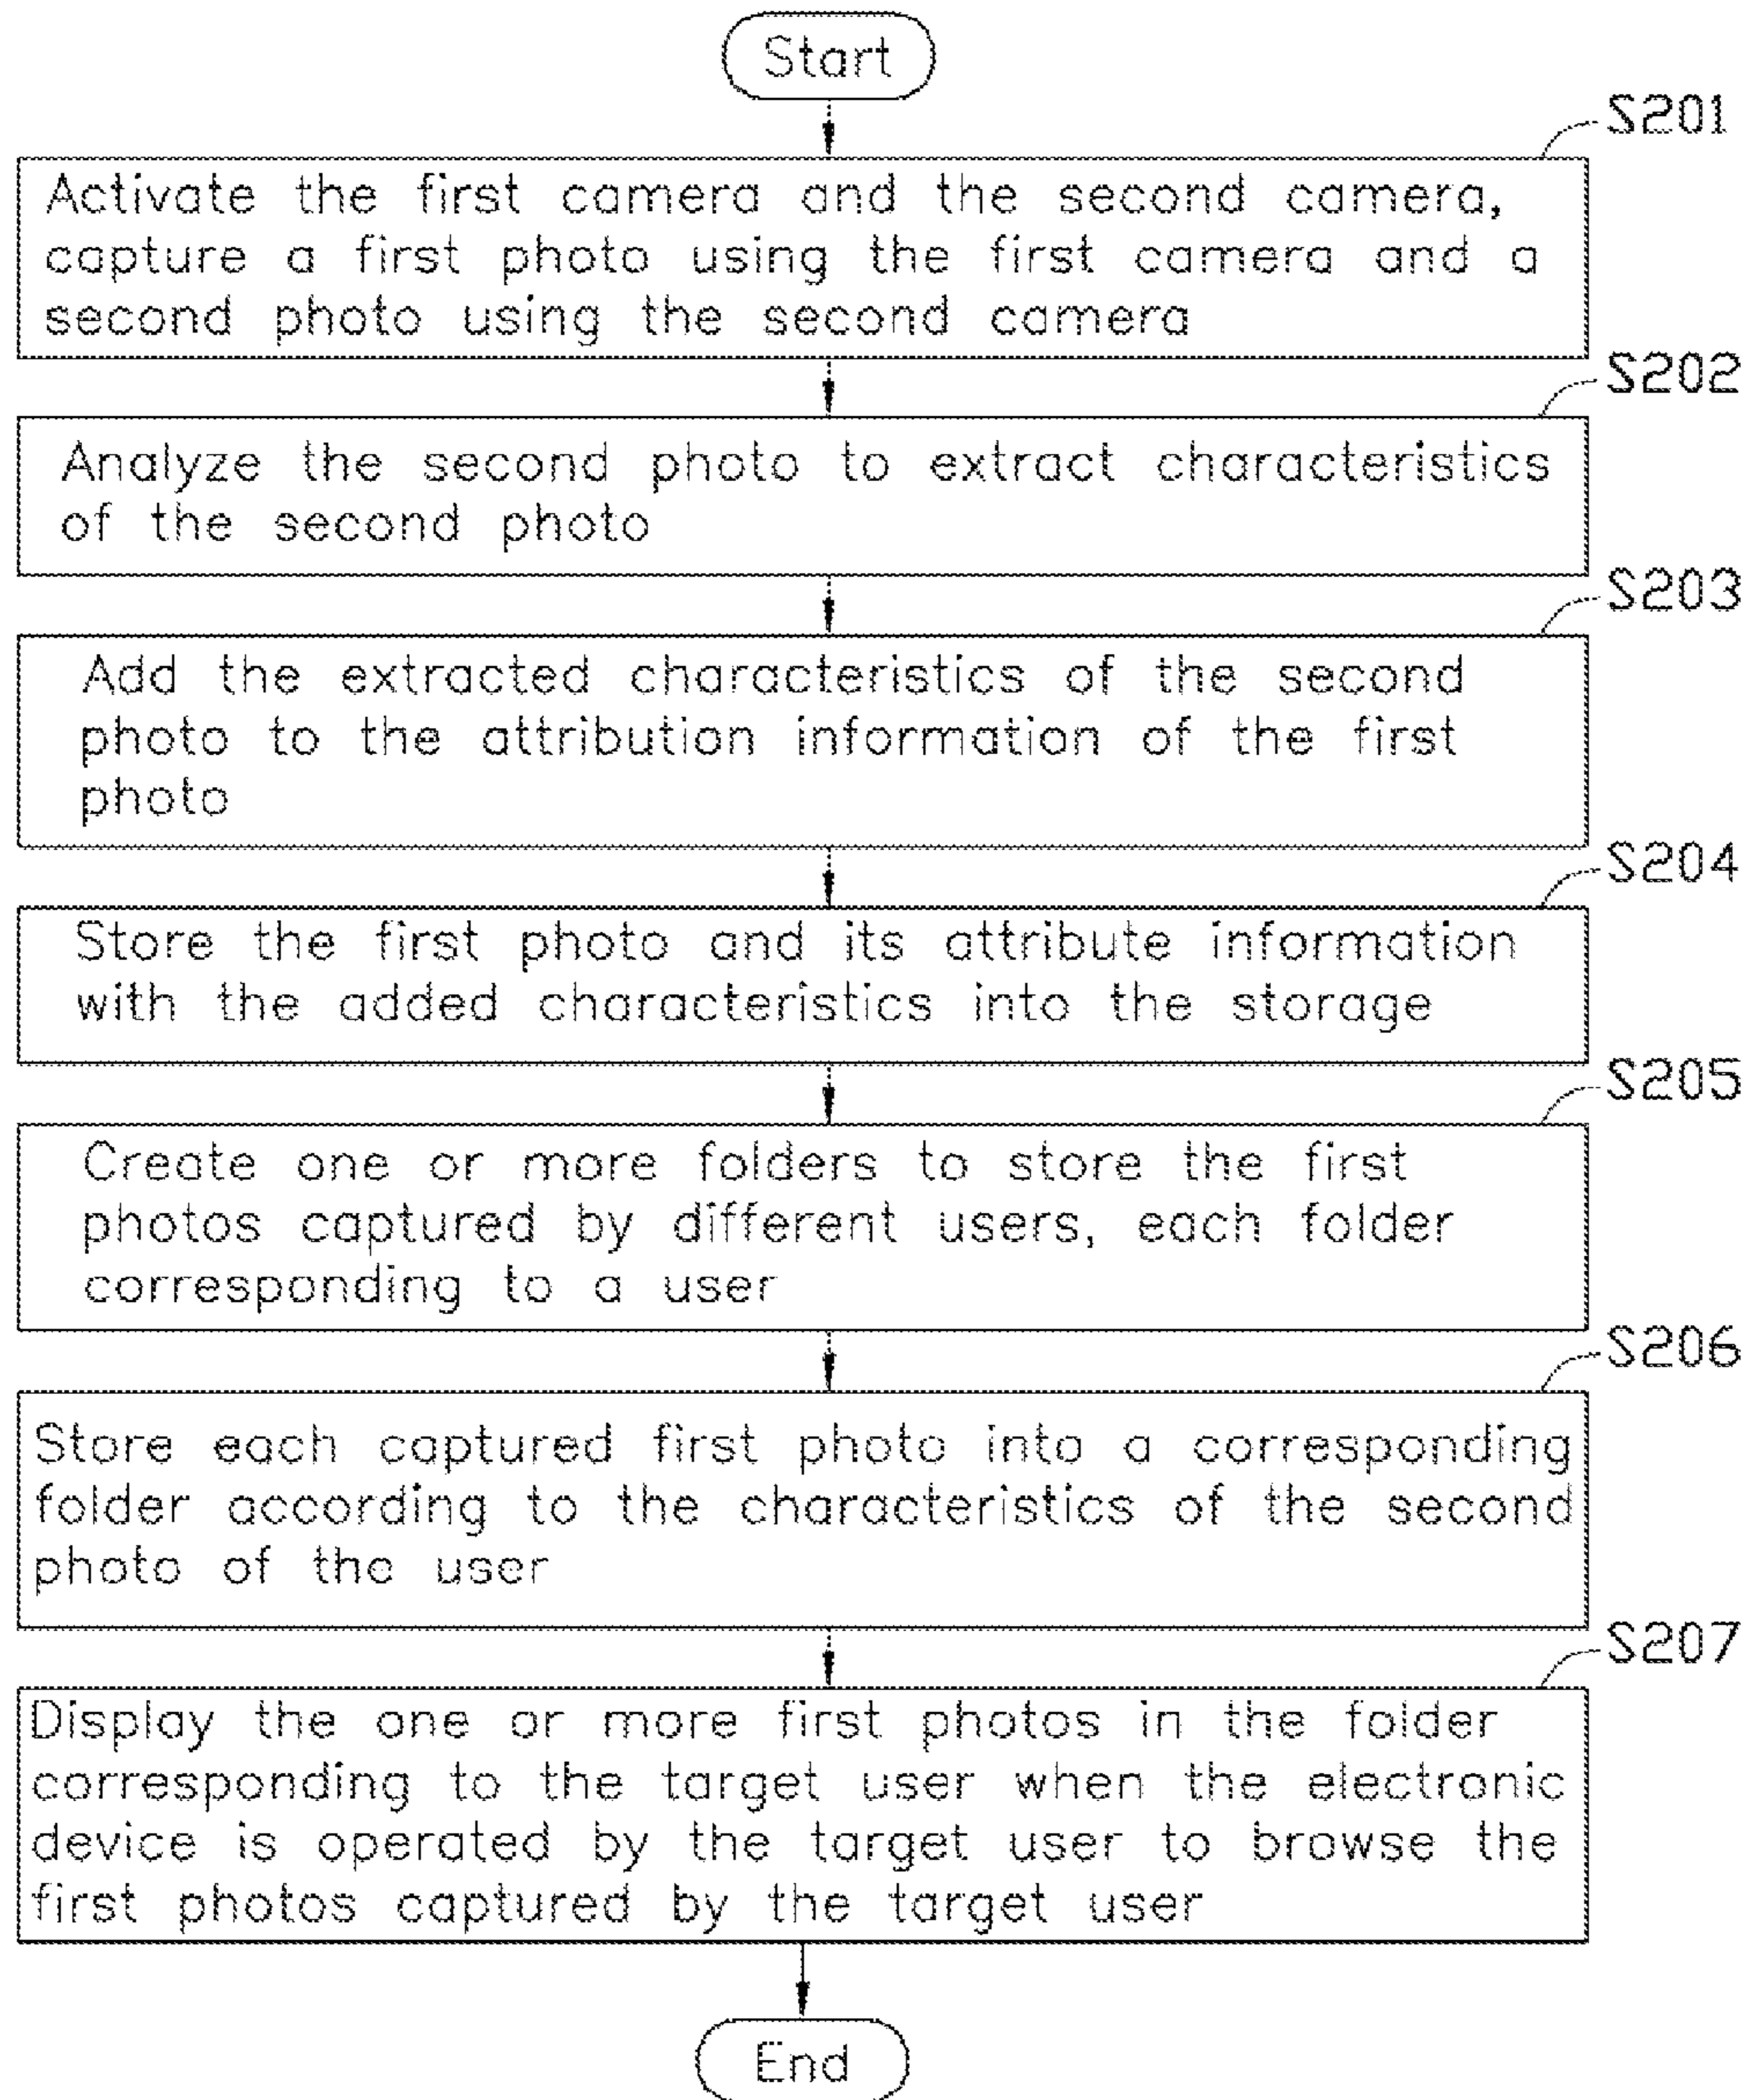 Start
S201
Activate the first camera and the second camera,
capture a first photo using the first camera and a
second photo using the second camera
S202
Analyze the second photo to extract characteristics
of the second photo
S203
Add the extracted characteristics of the second
photo to the attribution information of the first
photo
S204
Store the first photo and its attribute information
with the added characteristics into the storage
S205
Create one or more folders to store the first
photos captured by different users, each folder
corresponding to a user
S206
Store each captured first photo into a corresponding
folder according to the characteristics of the second
photo of the user
S207
Display the one or more first photos in the folder
corresponding to the target user when the electronic
device is operated by the target user to browse the
first photos captured by the target user
End